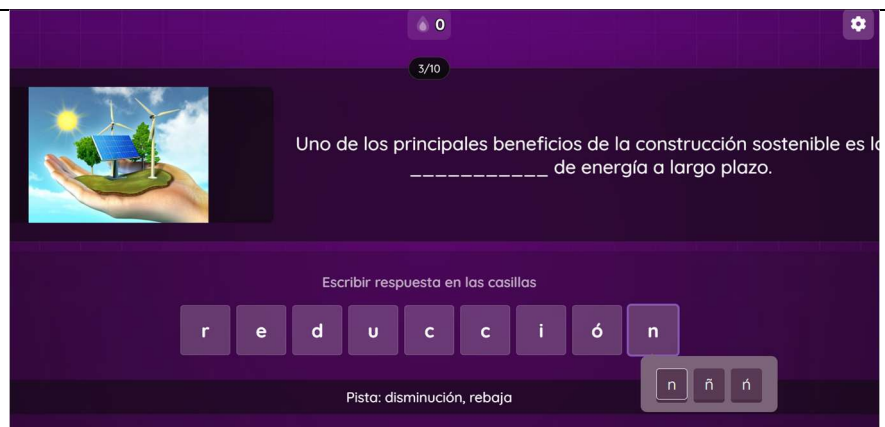 0
3/10
Uno de los principales beneficios de la construcción sostenible es
___________ de energía a largo plazo.
Escribir respuesta en las casillas
r e d u c c i ó n
n ñ ń
Pista: disminución, rebaja